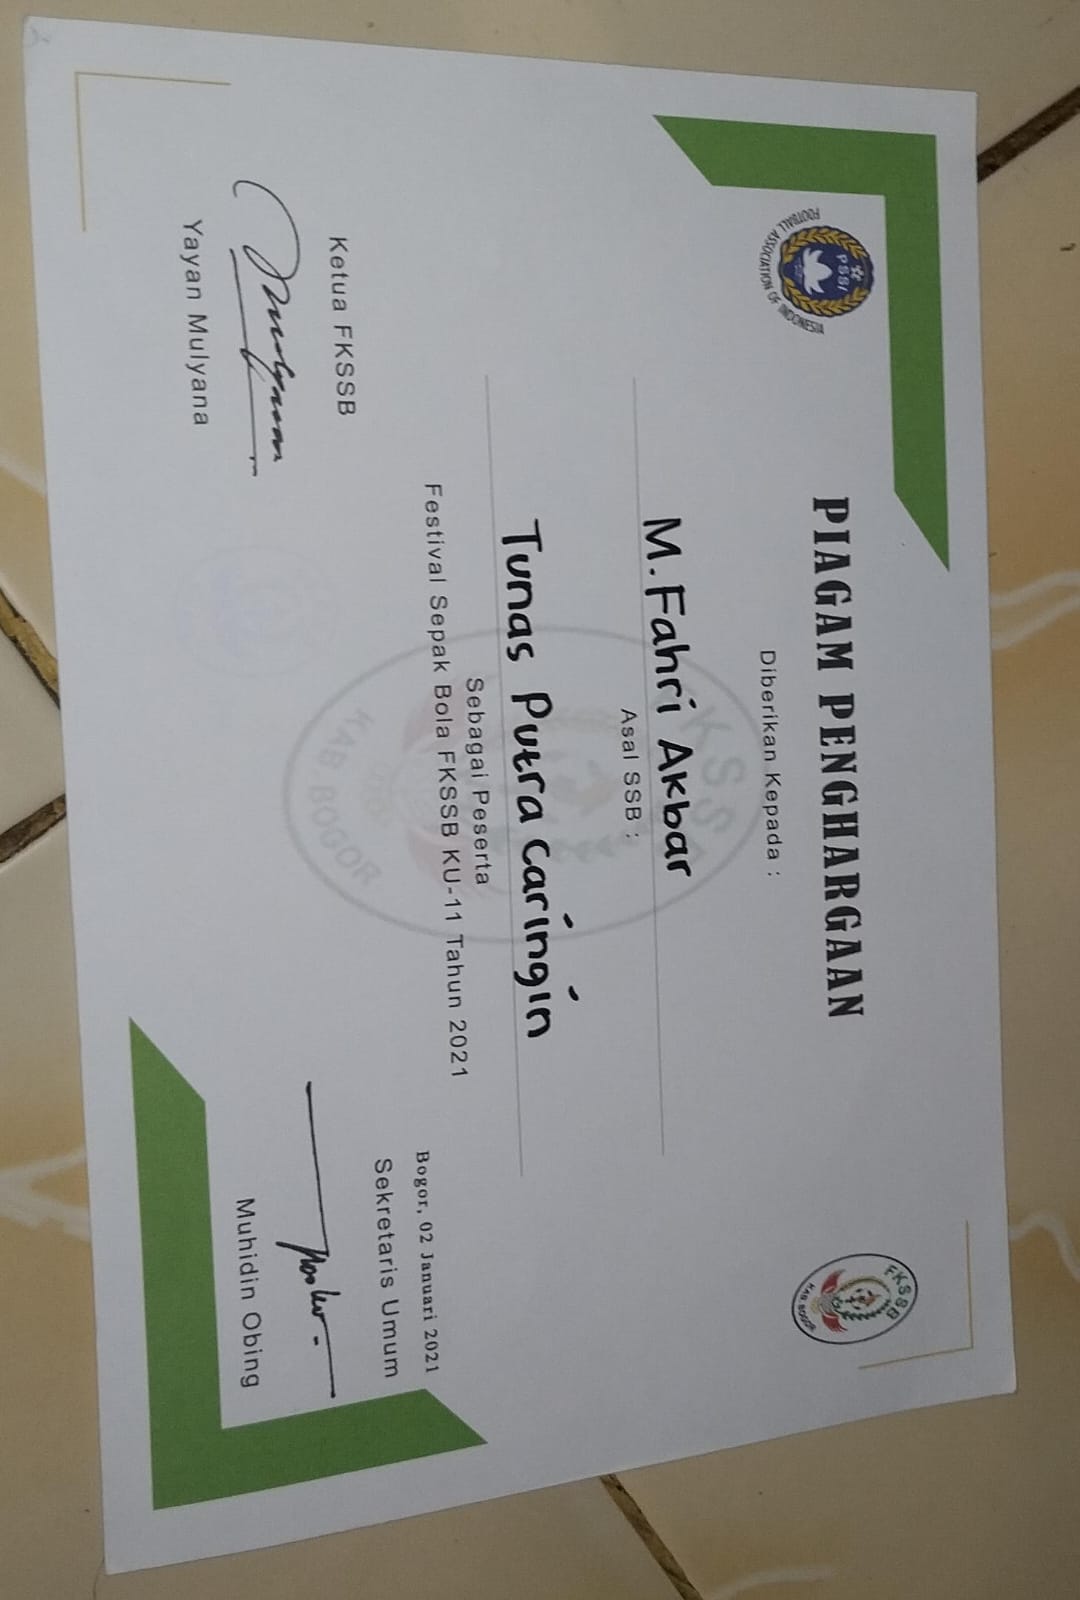 PSSI
FOOTBALL ASSOCIATION OF INDONESIA
FKSSB
KAB. BOGOR
PIAGAM PENGHARGAAN
Diberikan Kepada :
M. Fahri Akbar
Asal SSB :
Tunas Putra Caringin
Sebagai Peserta
Festival Sepak Bola FKSSB KU-11 Tahun 2021
FKSSB
KAB. BOGOR
Bogor, 02 Januari 2021
Ketua FKSSB
Sekretaris Umum
Yayan Mulyana
Muhidin Obing